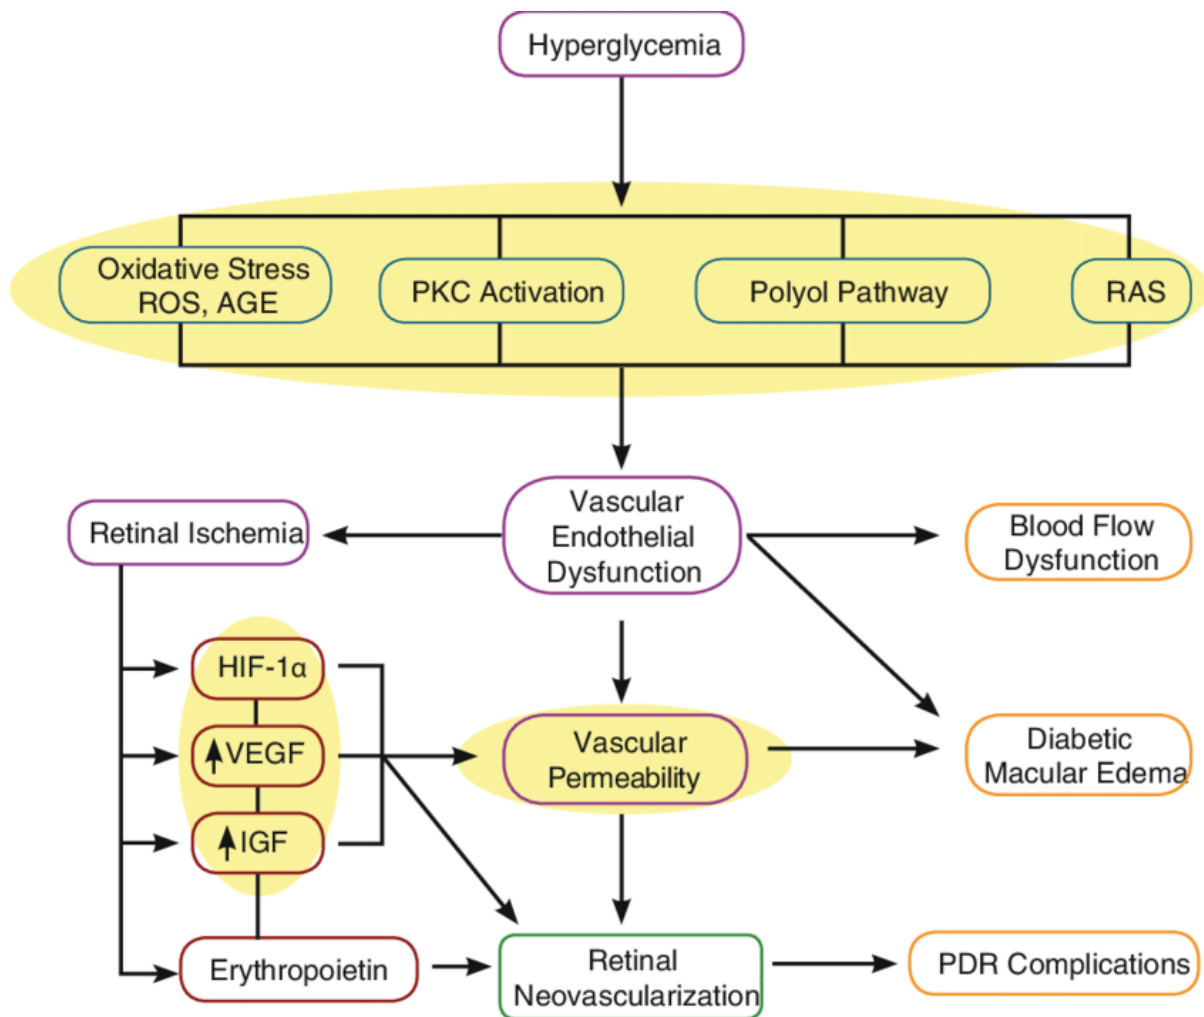 Hyperglycemia
Oxidative Stress
ROS, AGE
PKC Activation
Polyol Pathway
RAS
Retinal Ischemia
Vascular
Endothelial
Dysfunction
Blood Flow
Dysfunction
HIF-1α
VEGF
IGF
Vascular
Permeability
Diabetic
Macular Edema
Erythropoietin
Retinal
Neovascularization
PDR Complications